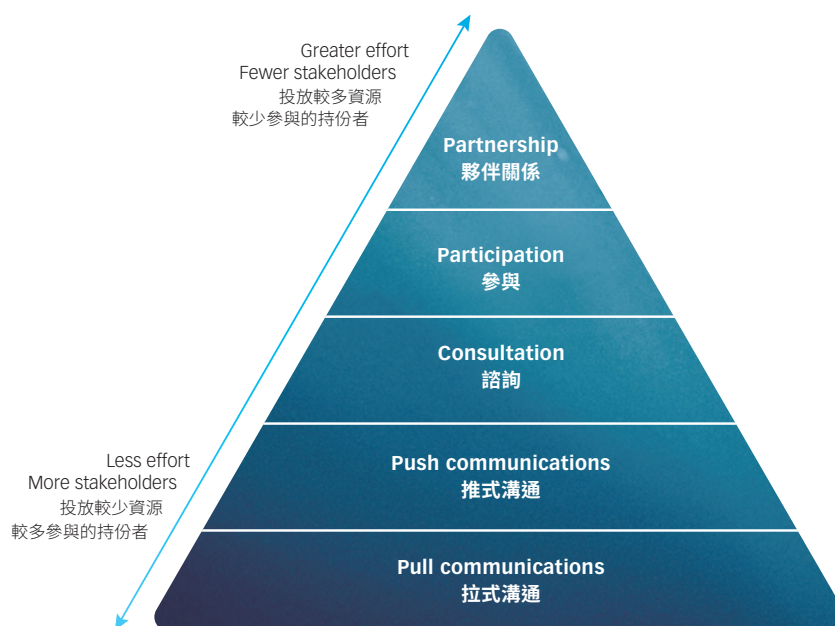 Greater effort
Fewer stakeholders
投放較多資源
較少參與的持份者
Partnership
夥伴關係
Participation
參與
Consultation
諮詢
Less effort
More stakeholders
投放較少資源
較多參與的持份者
Push communications
推式溝通
Pull communications
拉式溝通